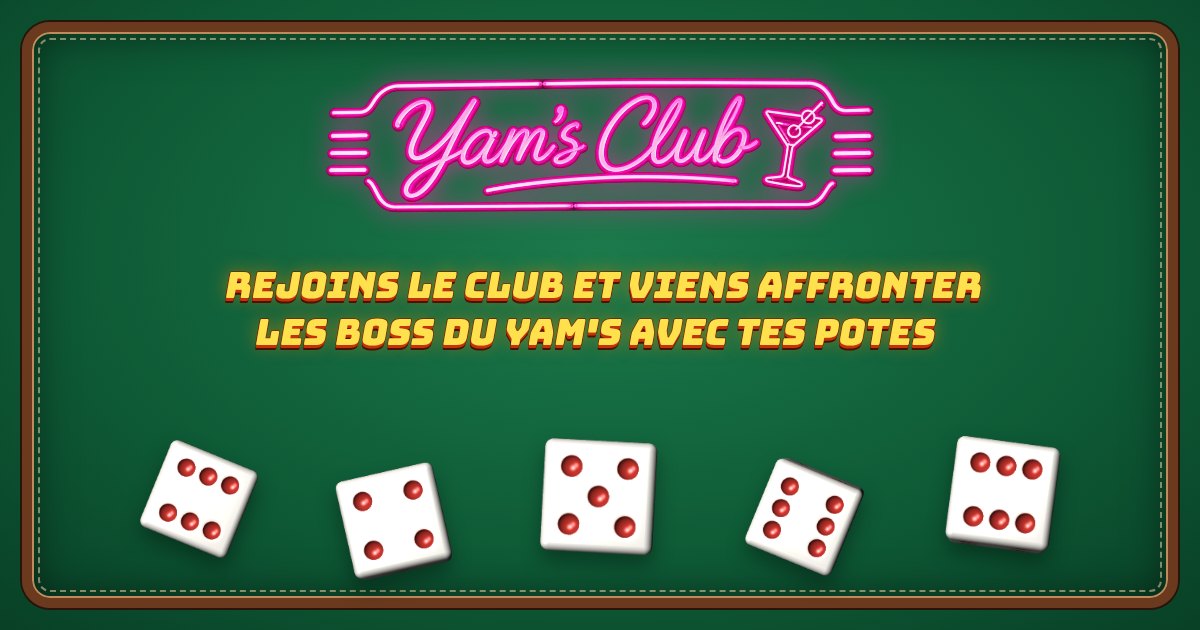 Yam's Club
REJOINS LE CLUB ET VIENS AFFRONTER
LES BOSS DU YAM'S AVEC TES POTES